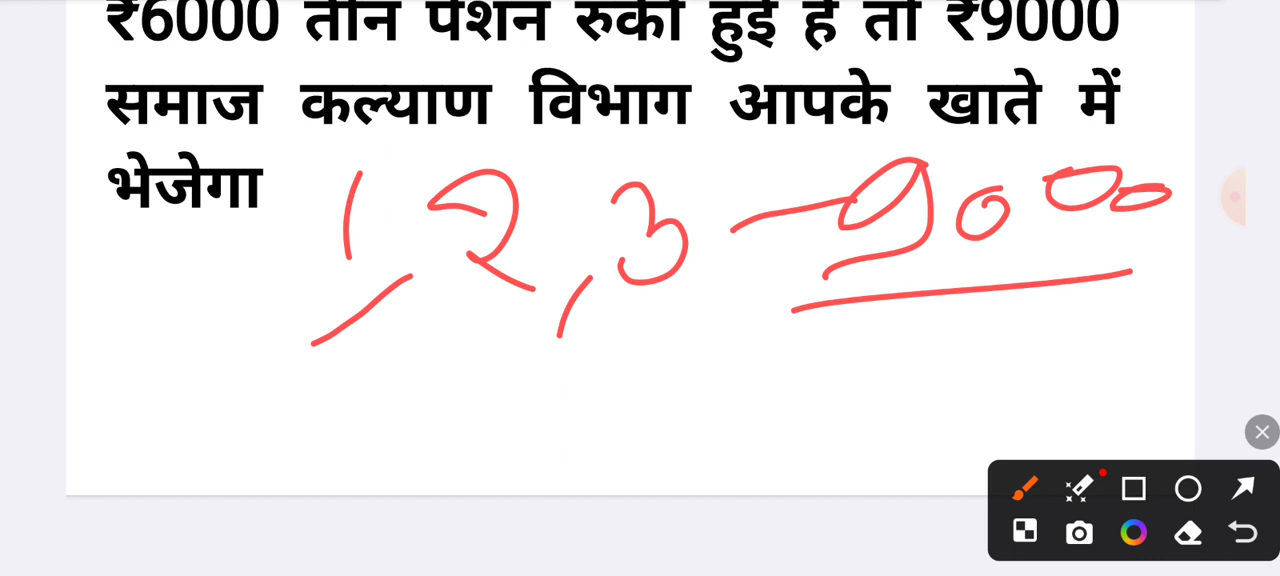 ₹6000 तीन पेंशन रुकी हुई है तो ₹9000
समाज कल्याण विभाग आपके खाते में
भेजेगा
1, 2, 3 - 9000